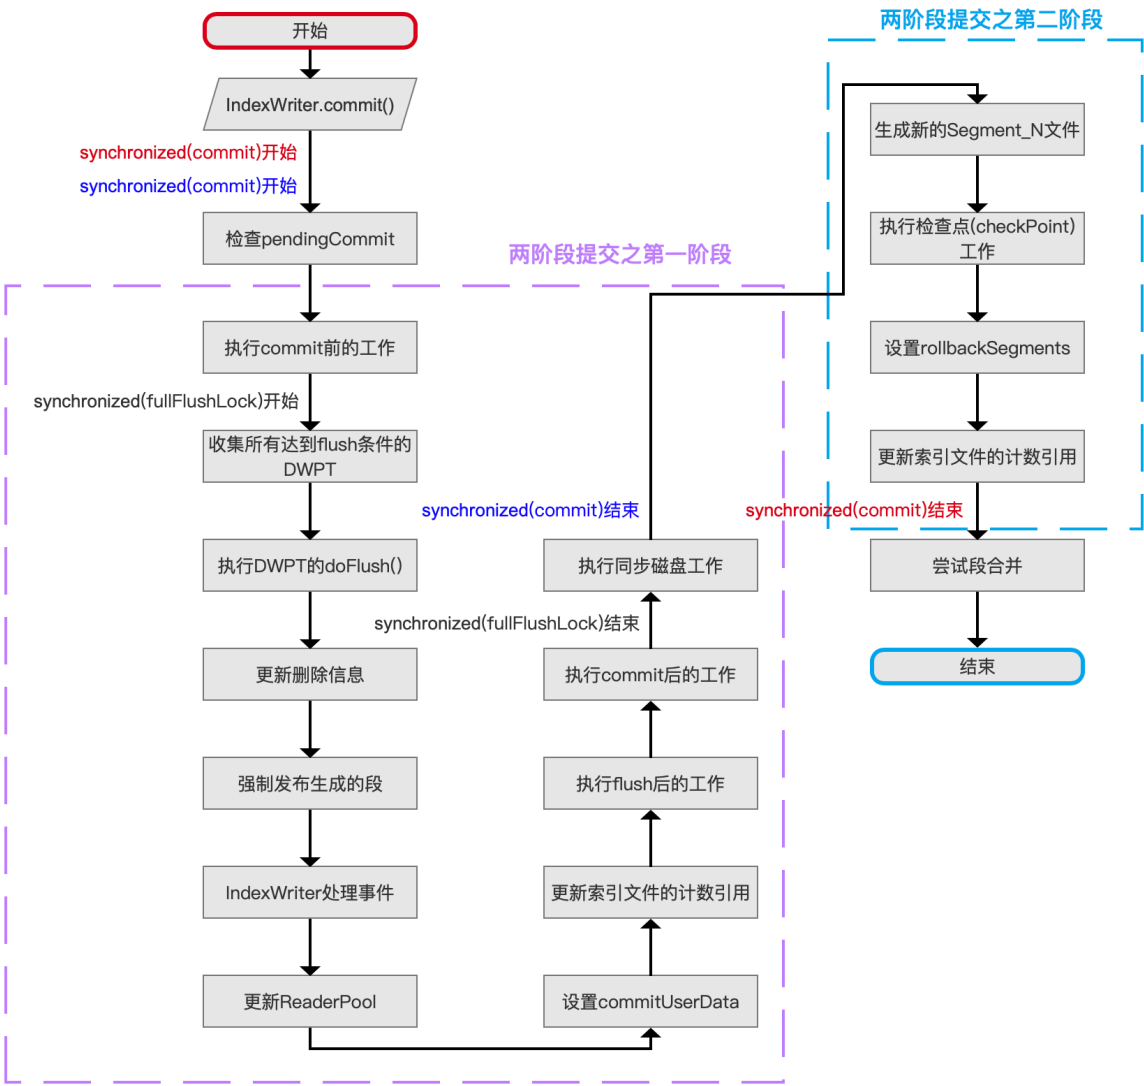 开始
IndexWriter.commit()
synchronized(commit)开始
synchronized(commit)开始
检查pendingCommit
两阶段提交之第一阶段
执行commit前的工作
synchronized(fullFlushLock)开始
收集所有达到flush条件的
DWPT
执行DWPT的doFlush()
更新删除信息
强制发布生成的段
IndexWriter处理事件
更新ReaderPool
设置commitUserData
更新索引文件的计数引用
执行flush后的工作
执行commit后的工作
synchronized(fullFlushLock)结束
执行同步磁盘工作
synchronized(commit)结束
两阶段提交之第二阶段
生成新的Segment_N文件
执行检查点(checkPoint)
工作
设置rollbackSegments
更新索引文件的计数引用
synchronized(commit)结束
尝试段合并
结束